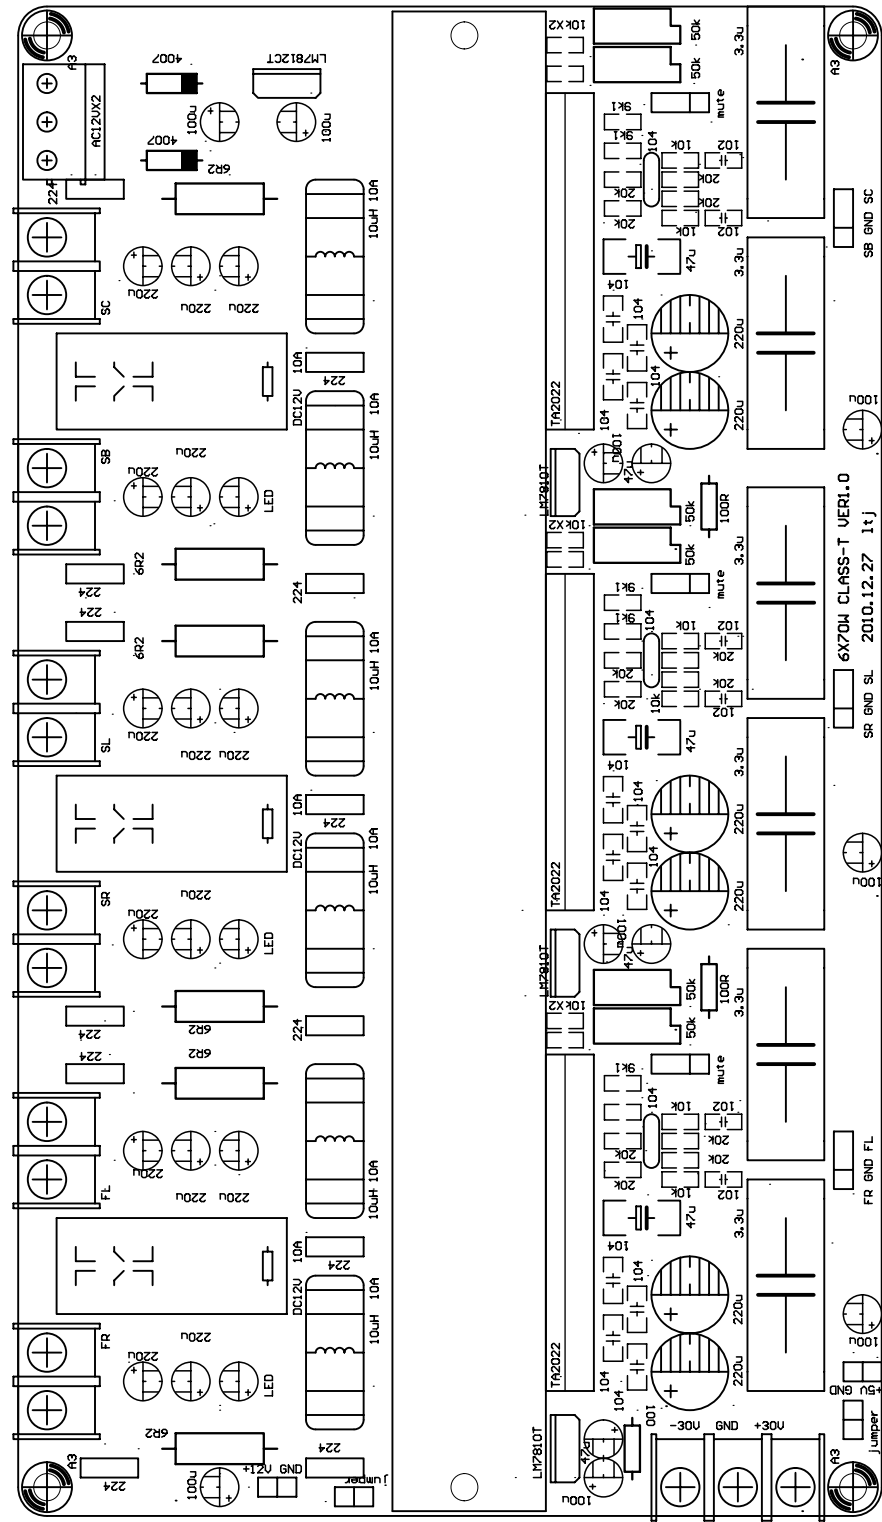 A3
AC12VX2
4007
LM7812CT
100u
100u
4007
6R2
224
10uH 10A
SC
220u
220u
220u
10A
224
DC12V
10uH
10A
SB
220u
220u
LED
6R2
224
224
224
6R2
10uH 10A
SL
220u
220u
220u
10A
224
DC12V
10uH
10A
SR
220u
220u
LED
6R2
224
224
224
6R2
10uH 10A
FL
220u
220u
220u
10A
224
DC12V
10uH
10A
FR
220u
220u
LED
6R2
A3
224
100u
+12V GND
224
jumper
10kX2
50k
50k
3.3u
A3
9k1
9k1
mute
104
10k
102
20k
20k
20k
10k
102
SB GND SC
47u
104
104
3.3u
220u
104
104
220u
TA2022
100u
LM7810T
100u
47u
50k
100R
10kX2
50k
3.3u
6X70W CLASS-T VER1.0
2010.12.27 ltj
9k1
9k1
mute
104
10k
102
20k
20k
20k
20k
10k
102
SR GND SL
47u
104
104
3.3u
220u
104
104
220u
TA2022
100u
LM7810T
100u
47u
50k
100R
10kX2
50k
3.3u
9k1
mute
104
10k
102
20k
20k
20k
10k
102
FR GND FL
47u
104
104
3.3u
220u
104
104
220u
TA2022
100u
+5V GND
LM7810T
47u
100u
100
-30V GND +30V
A3
jumper